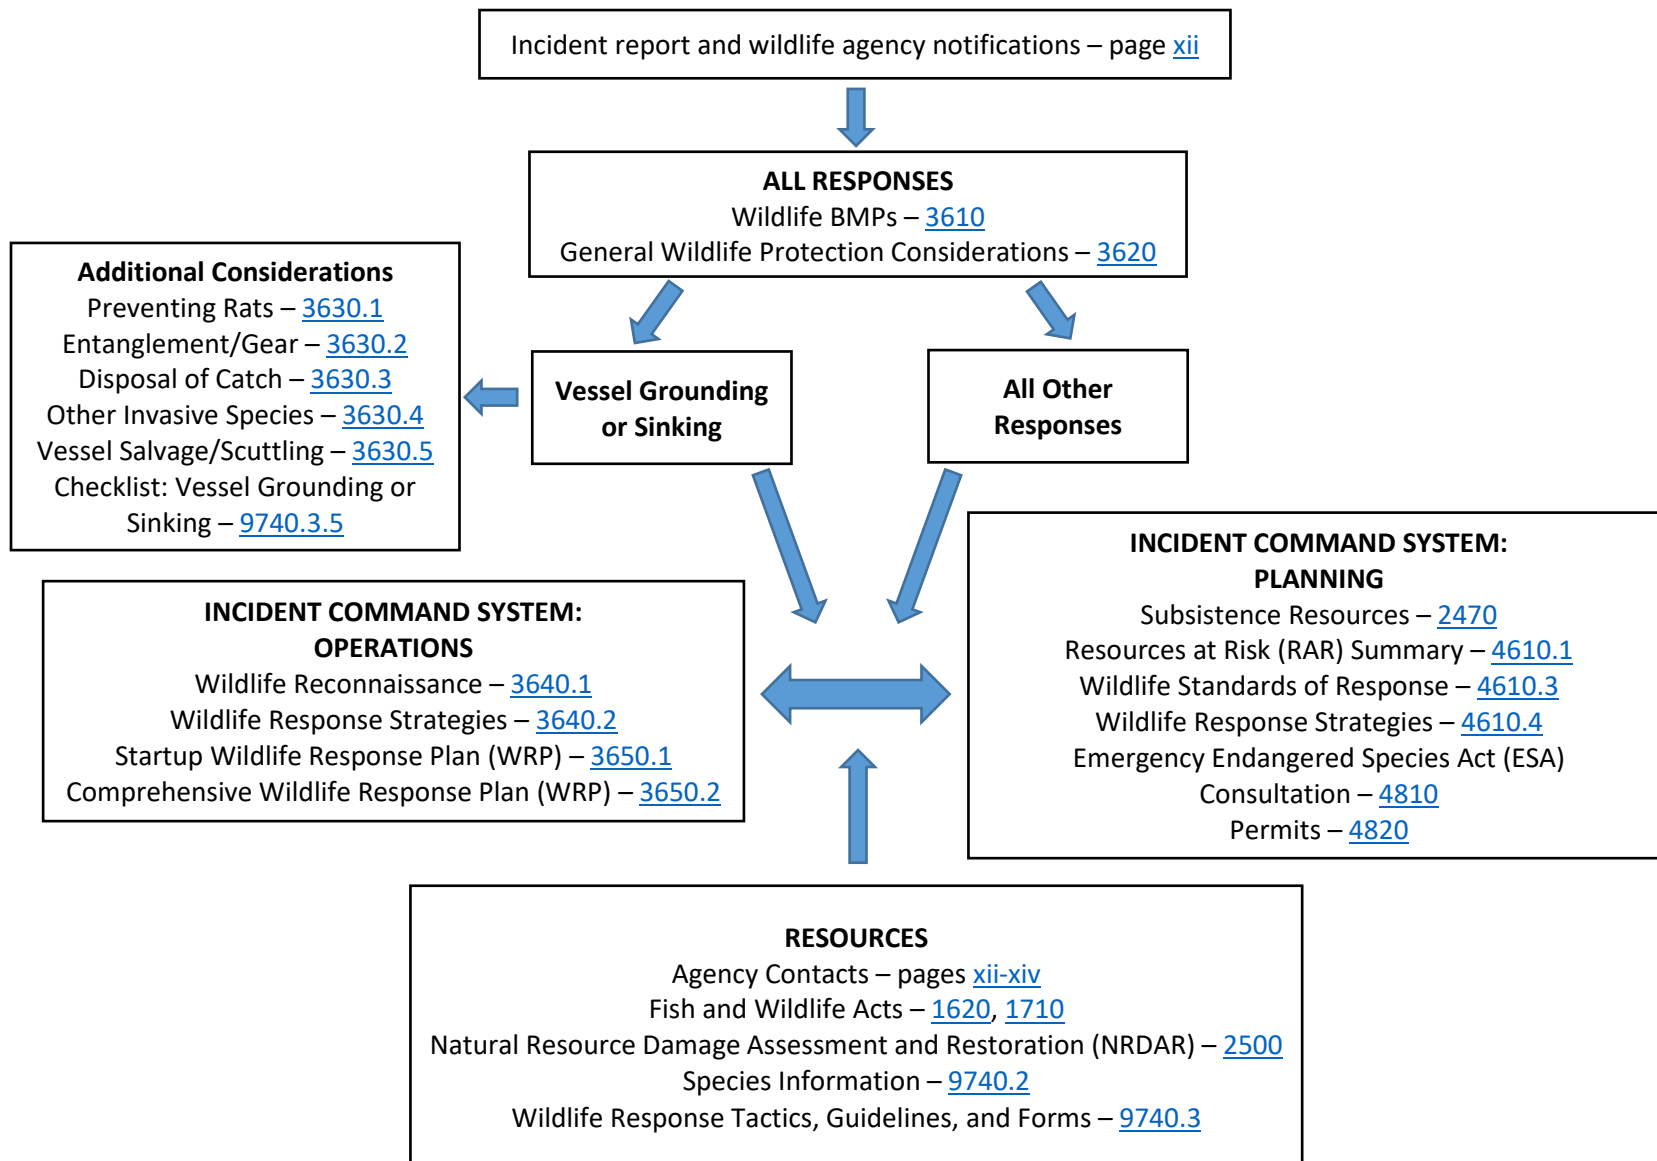 Incident report and wildlife agency notifications – page xii
ALL RESPONSES
Wildlife BMPs – 3610
General Wildlife Protection Considerations – 3620
Additional Considerations
Preventing Rats – 3630.1
Entanglement/Gear – 3630.2
Disposal of Catch – 3630.3
Other Invasive Species – 3630.4
Vessel Salvage/Scuttling – 3630.5
Checklist: Vessel Grounding or
Sinking – 9740.3.5
Vessel Grounding
or Sinking
All Other
Responses
INCIDENT COMMAND SYSTEM:
OPERATIONS
Wildlife Reconnaissance – 3640.1
Wildlife Response Strategies – 3640.2
Startup Wildlife Response Plan (WRP) – 3650.1
Comprehensive Wildlife Response Plan (WRP) – 3650.2
INCIDENT COMMAND SYSTEM:
PLANNING
Subsistence Resources – 2470
Resources at Risk (RAR) Summary – 4610.1
Wildlife Standards of Response – 4610.3
Wildlife Response Strategies – 4610.4
Emergency Endangered Species Act (ESA)
Consultation – 4810
Permits – 4820
RESOURCES
Agency Contacts – pages xii-xiv
Fish and Wildlife Acts – 1620, 1710
Natural Resource Damage Assessment and Restoration (NRDAR) – 2500
Species Information – 9740.2
Wildlife Response Tactics, Guidelines, and Forms – 9740.3